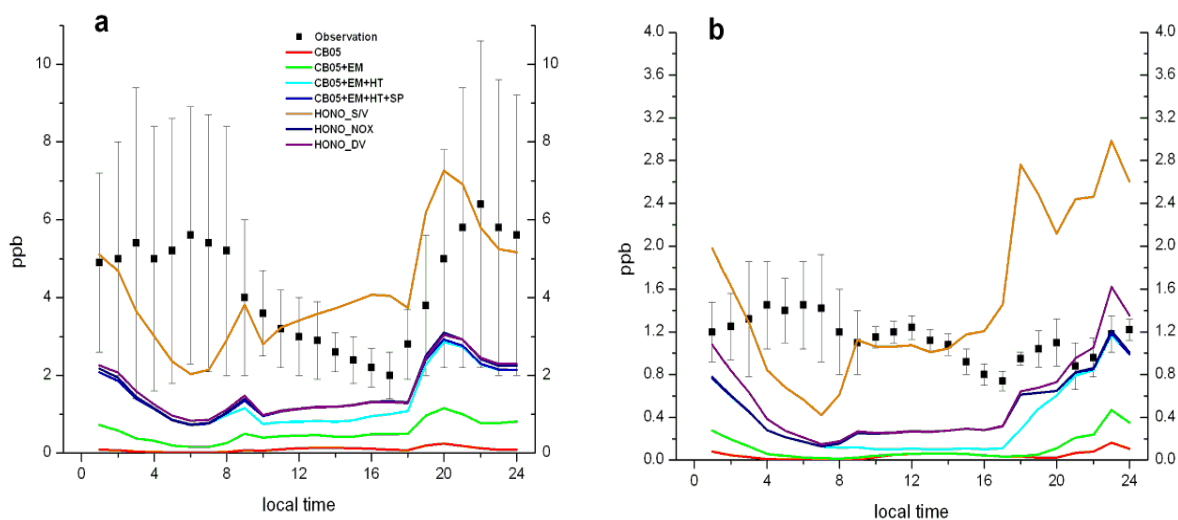 a
Observation
CB05
CB05+EM
CB05+EM+HT
CB05+EM+HT+SP
HONO_S/V
HONO_NOX
HONO_DV
10
8
6
4
2
0
10
8
6
4
2
0
ppb
0 4 8 12 16 20 24
local time
b
4.0
3.6
3.2
2.8
2.4
2.0
1.6
1.2
0.8
0.4
0.0
4.0
3.6
3.2
2.8
2.4
2.0
1.6
1.2
0.8
0.4
0.0
ppb
0 4 8 12 16 20 24
local time